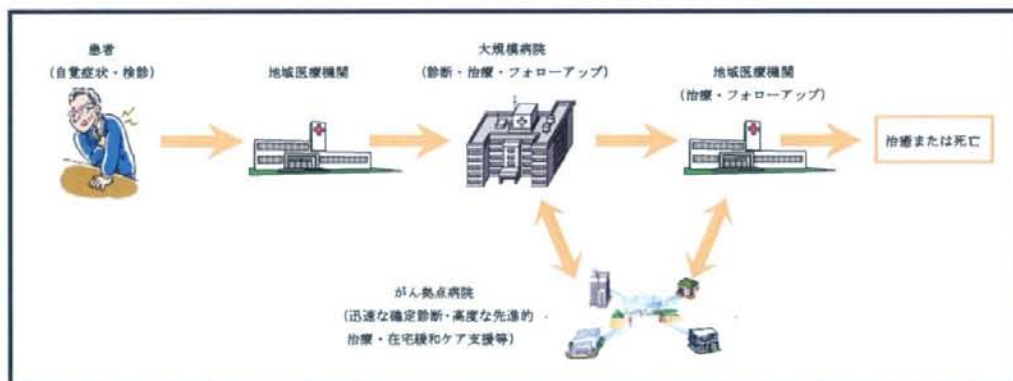 患者
（自覚症状・検診）
地域医療機関
大規模病院
（診断・治療・フォローアップ）
地域医療機関
（治療・フォローアップ）
治癒または死亡
がん拠点病院
（迅速な確定診断・高度な先進的
治療・在宅緩和ケア支援等）